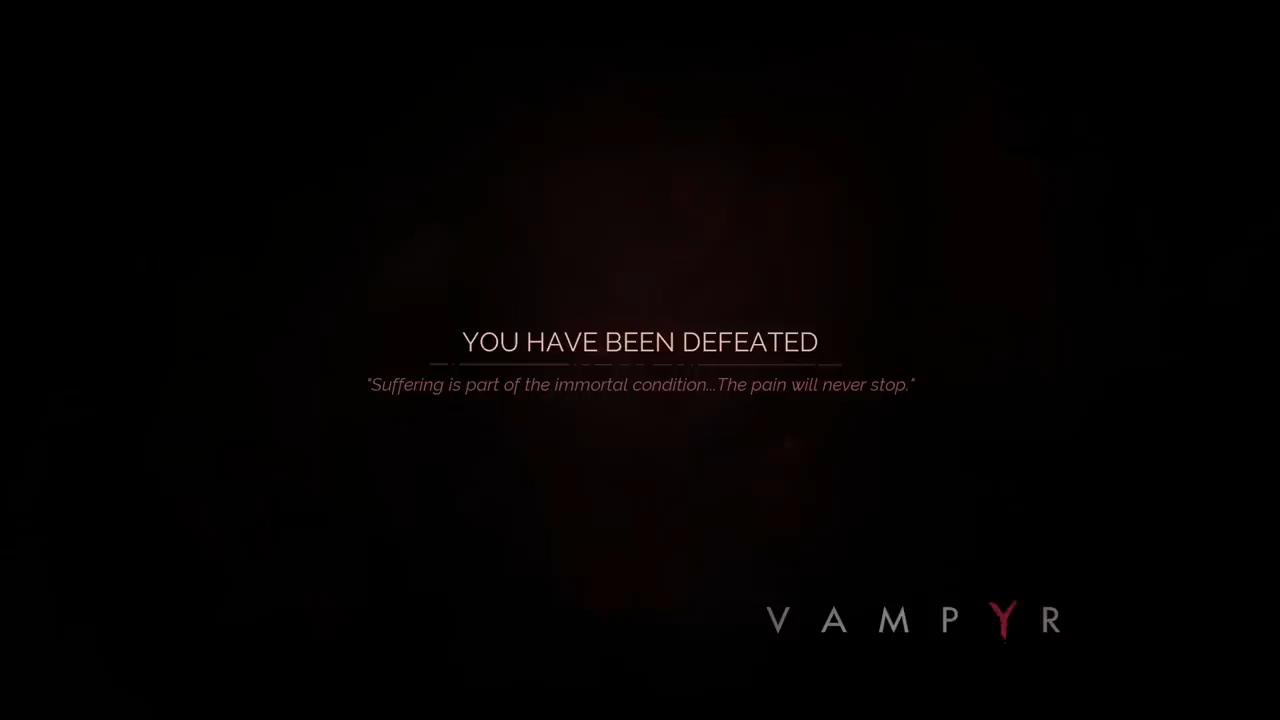 YOU HAVE BEEN DEFEATED
"Suffering is part of the immortal condition...The pain will never stop."
VAMPYR